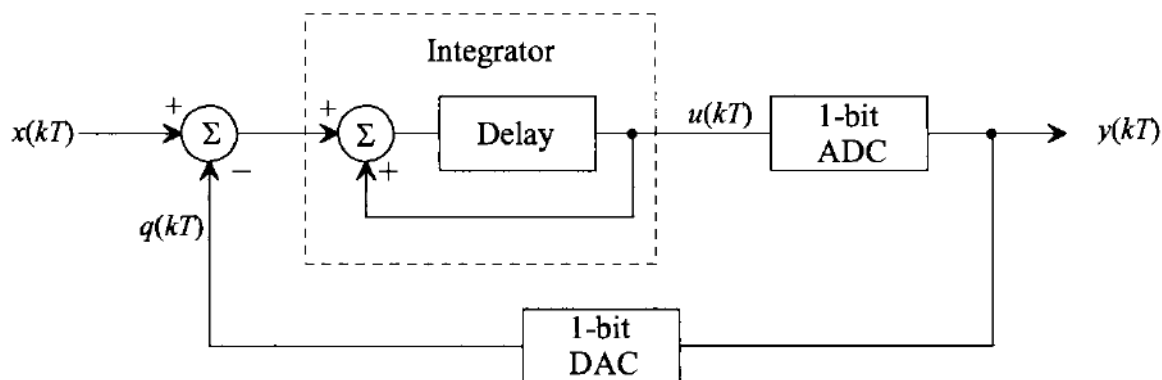 Integrator
x(kT)
+
Σ
−
+
Σ
+
Delay
u(kT)
1-bit
ADC
y(kT)
q(kT)
1-bit
DAC